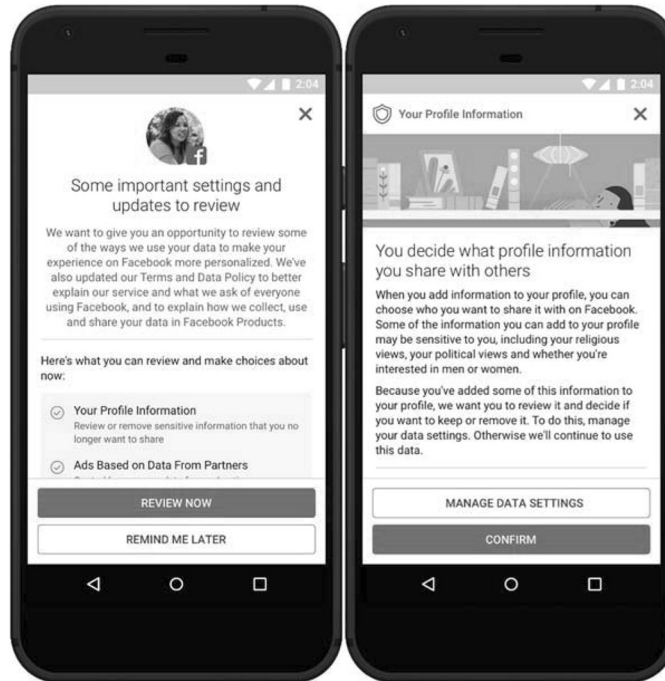 2:04
Some important settings and
updates to review
We want to give you an opportunity to review some
of the ways we use your data to make your
experience on Facebook more personalized. We've
also updated our Terms and Data Policy to better
explain our service and what we ask of everyone
using Facebook, and to explain how we collect, use
and share your data in Facebook Products.
Here's what you can review and make choices about
now:
Your Profile Information
Review or remove sensitive information that you no
longer want to share
Ads Based on Data From Partners
REVIEW NOW
REMIND ME LATER
2:04
Your Profile Information
You decide what profile information
you share with others
When you add information to your profile, you can
choose who you want to share it with on Facebook.
Some of the information you can add to your profile
may be sensitive to you, including your religious
views, your political views and whether you're
interested in men or women.
Because you've added some of this information to
your profile, we want you to review it and decide if
you want to keep or remove it. To do this, manage
your data settings. Otherwise we'll continue to use
this data.
MANAGE DATA SETTINGS
CONFIRM